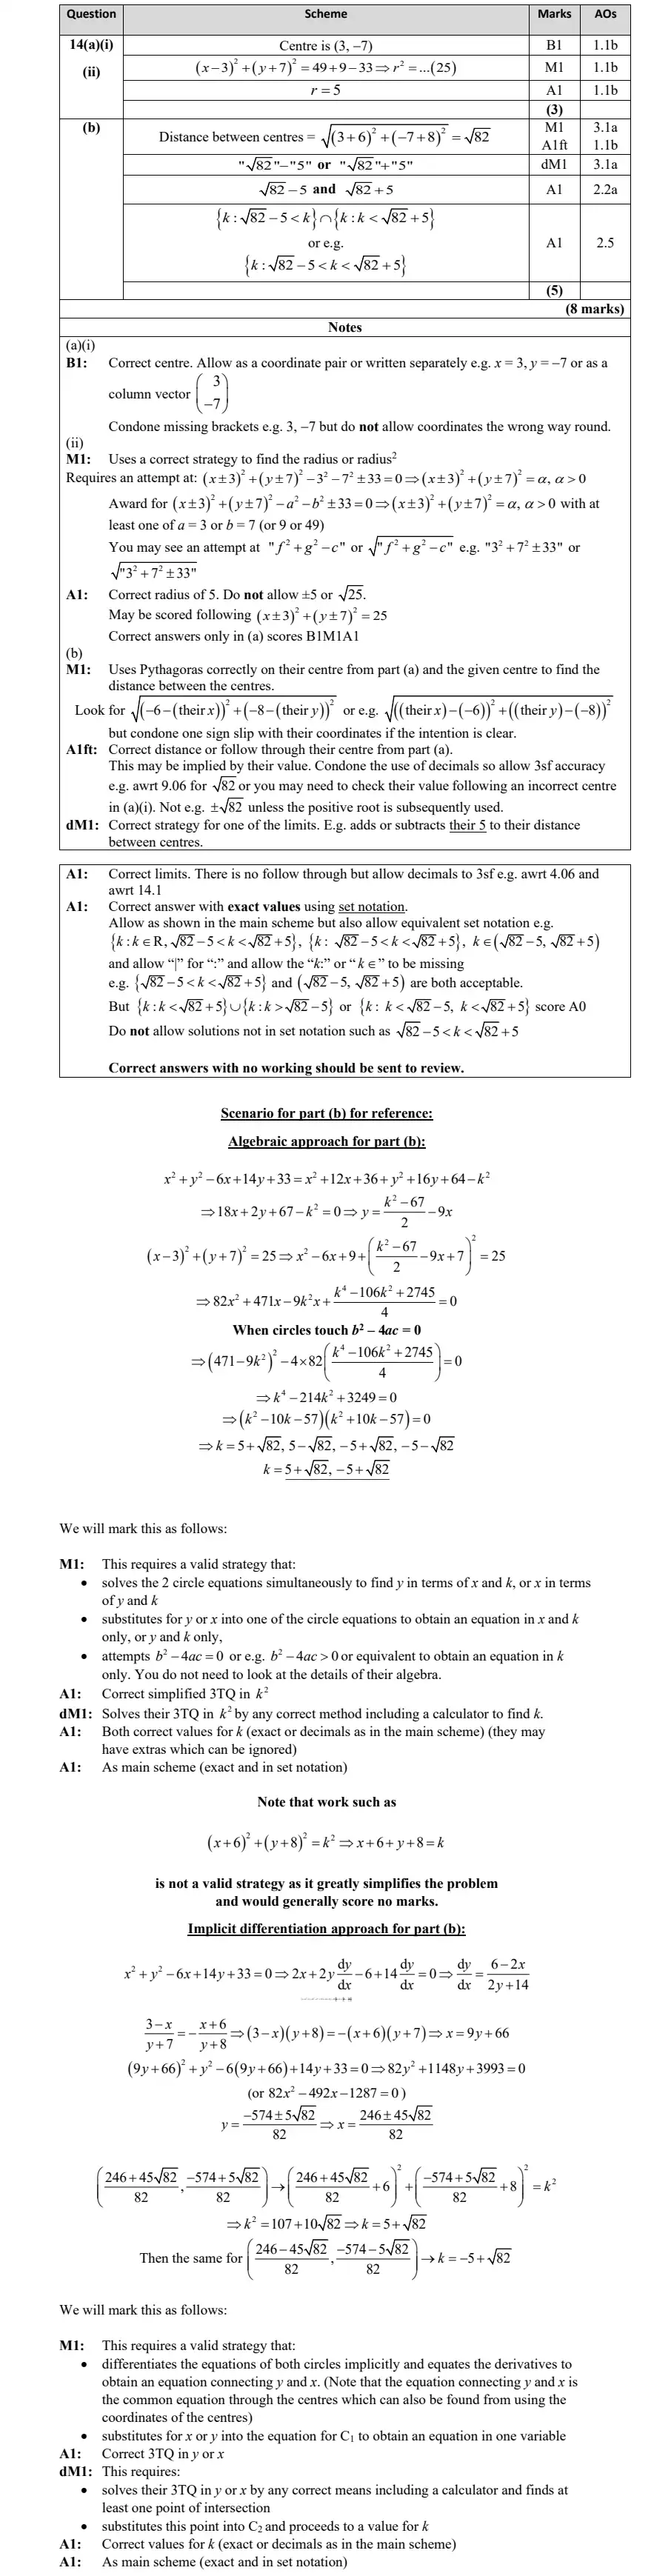 Question Scheme Marks AOs
14(a)(i) Centre is (3, –7) B1 1.1b
(ii) (x−3)² + (y+7)² = 49+9−33 ⇒ r² = ...(25) M1 1.1b
r = 5 A1 1.1b
(3)
(b) Distance between centres = √((3+6)² + (−7+8)²) = √82 M1 3.1a
A1ft 1.1b
"√82"−"5" or "√82"+"5" dM1 3.1a
√82 − 5 and √82 + 5 A1 2.2a
{k : √82 − 5 < k} ∩ {k : k < √82 + 5}
or e.g. A1 2.5
{k : √82 − 5 < k < √82 + 5}
(5)
(8 marks)
Notes
(a)(i)
B1: Correct centre. Allow as a coordinate pair or written separately e.g. x = 3, y = –7 or as a
column vector (3 −7)
Condone missing brackets e.g. 3, –7 but do not allow coordinates the wrong way round.
(ii)
M1: Uses a correct strategy to find the radius or radius²
Requires an attempt at: (x±3)² + (y±7)² − 3² − 7² ± 33 = 0 ⇒ (x±3)² + (y±7)² = α, α > 0
Award for (x±3)² + (y±7)² − a² − b² ± 33 = 0 ⇒ (x±3)² + (y±7)² = α, α > 0 with at
least one of a = 3 or b = 7 (or 9 or 49)
You may see an attempt at "f² + g² − c" or √"f² + g² − c" e.g. "3² + 7² ± 33" or
√"3² + 7² ± 33"
A1: Correct radius of 5. Do not allow ±5 or √25.
May be scored following (x±3)² + (y±7)² = 25
Correct answers only in (a) scores B1M1A1
(b)
M1: Uses Pythagoras correctly on their centre from part (a) and the given centre to find the
distance between the centres.
Look for √((−6−(their x))² + (−8−(their y))²) or e.g. √(((their x)−(−6))² + ((their y)−(−8))²)
but condone one sign slip with their coordinates if the intention is clear.
A1ft: Correct distance or follow through their centre from part (a).
This may be implied by their value. Condone the use of decimals so allow 3sf accuracy
e.g. awrt 9.06 for √82 or you may need to check their value following an incorrect centre
in (a)(i). Not e.g. ±√82 unless the positive root is subsequently used.
dM1: Correct strategy for one of the limits. E.g. adds or subtracts their 5 to their distance
between centres.
A1: Correct limits. There is no follow through but allow decimals to 3sf e.g. awrt 4.06 and
awrt 14.1
A1: Correct answer with exact values using set notation.
Allow as shown in the main scheme but also allow equivalent set notation e.g.
{k : k ∈ R, √82 − 5 < k < √82 + 5}, {k : √82 − 5 < k < √82 + 5}, k ∈ (√82 − 5, √82 + 5)
and allow “|” for “:” and allow the “k:” or “k ∈” to be missing
e.g. {√82 − 5 < k < √82 + 5} and (√82 − 5, √82 + 5) are both acceptable.
But {k : k < √82 + 5} ∪ {k : k > √82 − 5} or {k : k < √82 − 5, k < √82 + 5} score A0
Do not allow solutions not in set notation such as √82 − 5 < k < √82 + 5
Correct answers with no working should be sent to review.
Scenario for part (b) for reference:
Algebraic approach for part (b):
x² + y² − 6x + 14y + 33 = x² + 12x + 36 + y² + 16y + 64 − k²
⇒ 18x + 2y + 67 − k² = 0 ⇒ y = (k² − 67)/2 − 9x
(x−3)² + (y+7)² = 25 ⇒ x² − 6x + 9 + ((k² − 67)/2 − 9x + 7)² = 25
⇒ 82x² + 471x − 9k²x + (k⁴ − 106k² + 2745)/4 = 0
When circles touch b² – 4ac = 0
⇒ (471 − 9k²)² − 4×82((k⁴ − 106k² + 2745)/4) = 0
⇒ k⁴ − 214k² + 3249 = 0
⇒ (k² − 10k − 57)(k² + 10k − 57) = 0
⇒ k = 5 + √82, 5 − √82, −5 + √82, −5 − √82
k = 5 + √82, −5 + √82
We will mark this as follows:
M1: This requires a valid strategy that:
• solves the 2 circle equations simultaneously to find y in terms of x and k, or x in terms
of y and k
• substitutes for y or x into one of the circle equations to obtain an equation in x and k
only, or y and k only,
• attempts b² − 4ac = 0 or e.g. b² − 4ac > 0 or equivalent to obtain an equation in k
only. You do not need to look at the details of their algebra.
A1: Correct simplified 3TQ in k²
dM1: Solves their 3TQ in k² by any correct method including a calculator to find k.
A1: Both correct values for k (exact or decimals as in the main scheme) (they may
have extras which can be ignored)
A1: As main scheme (exact and in set notation)
Note that work such as
(x+6)² + (y+8)² = k² ⇒ x + 6 + y + 8 = k
is not a valid strategy as it greatly simplifies the problem
and would generally score no marks.
Implicit differentiation approach for part (b):
x² + y² − 6x + 14y + 33 = 0 ⇒ 2x + 2y dy/dx − 6 + 14 dy/dx = 0 ⇒ dy/dx = (6 − 2x)/(2y + 14)
(3 − x)/(y + 7) = −(x + 6)/(y + 8) ⇒ (3 − x)(y + 8) = −(x + 6)(y + 7) ⇒ x = 9y + 66
(9y + 66)² + y² − 6(9y + 66) + 14y + 33 = 0 ⇒ 82y² + 1148y + 3993 = 0
(or 82x² − 492x − 1287 = 0)
y = (−574 ± 5√82)/82 ⇒ x = (246 ± 45√82)/82
((246 + 45√82)/82, (−574 + 5√82)/82) → ((246 + 45√82)/82 + 6)² + ((−574 + 5√82)/82 + 8)² = k²
⇒ k² = 107 + 10√82 ⇒ k = 5 + √82
Then the same for ((246 − 45√82)/82, (−574 − 5√82)/82) → k = −5 + √82
We will mark this as follows:
M1: This requires a valid strategy that:
• differentiates the equations of both circles implicitly and equates the derivatives to
obtain an equation connecting y and x. (Note that the equation connecting y and x is
the common equation through the centres which can also be found from using the
coordinates of the centres)
• substitutes for x or y into the equation for C₁ to obtain an equation in one variable
A1: Correct 3TQ in y or x
dM1: This requires:
• solves their 3TQ in y or x by any correct means including a calculator and finds at
least one point of intersection
• substitutes this point into C₂ and proceeds to a value for k
A1: Correct values for k (exact or decimals as in the main scheme)
A1: As main scheme (exact and in set notation)